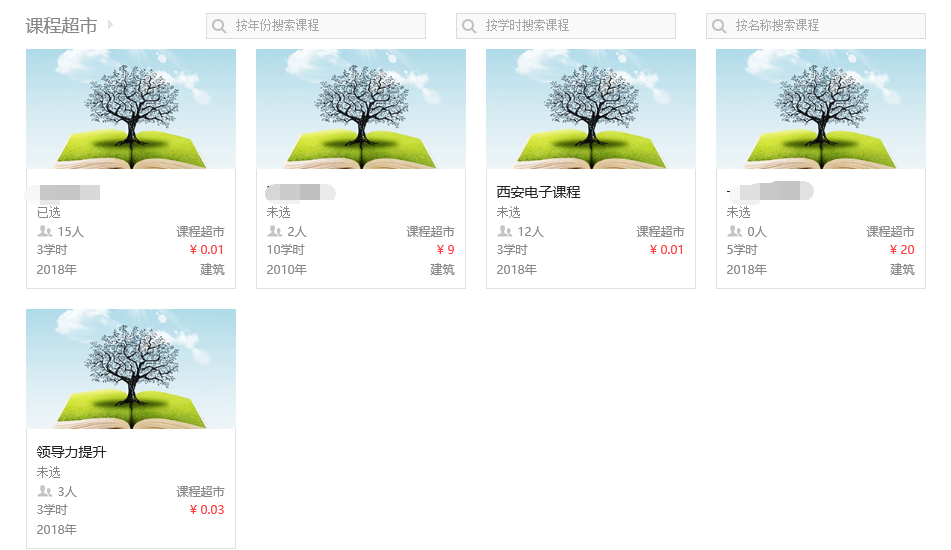 课程超市
按年份搜索课程
按学时搜索课程
按名称搜索课程
已选
15人 课程超市
3学时 ¥ 0.01
2018年 建筑
未选
2人 课程超市
10学时 ¥ 9
2010年 建筑
西安电子课程
未选
12人 课程超市
3学时 ¥ 0.01
2018年
未选
0人 课程超市
5学时 ¥ 20
2018年 建筑
领导力提升
未选
3人 课程超市
3学时 ¥ 0.03
2018年